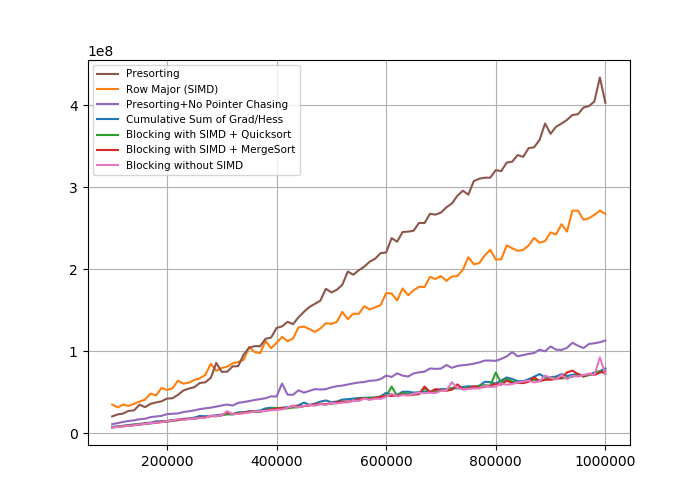 1e8
4
3
2
1
0
Presorting
Row Major (SIMD)
Presorting+No Pointer Chasing
Cumulative Sum of Grad/Hess
Blocking with SIMD + Quicksort
Blocking with SIMD + MergeSort
Blocking without SIMD
200000 400000 600000 800000 1000000